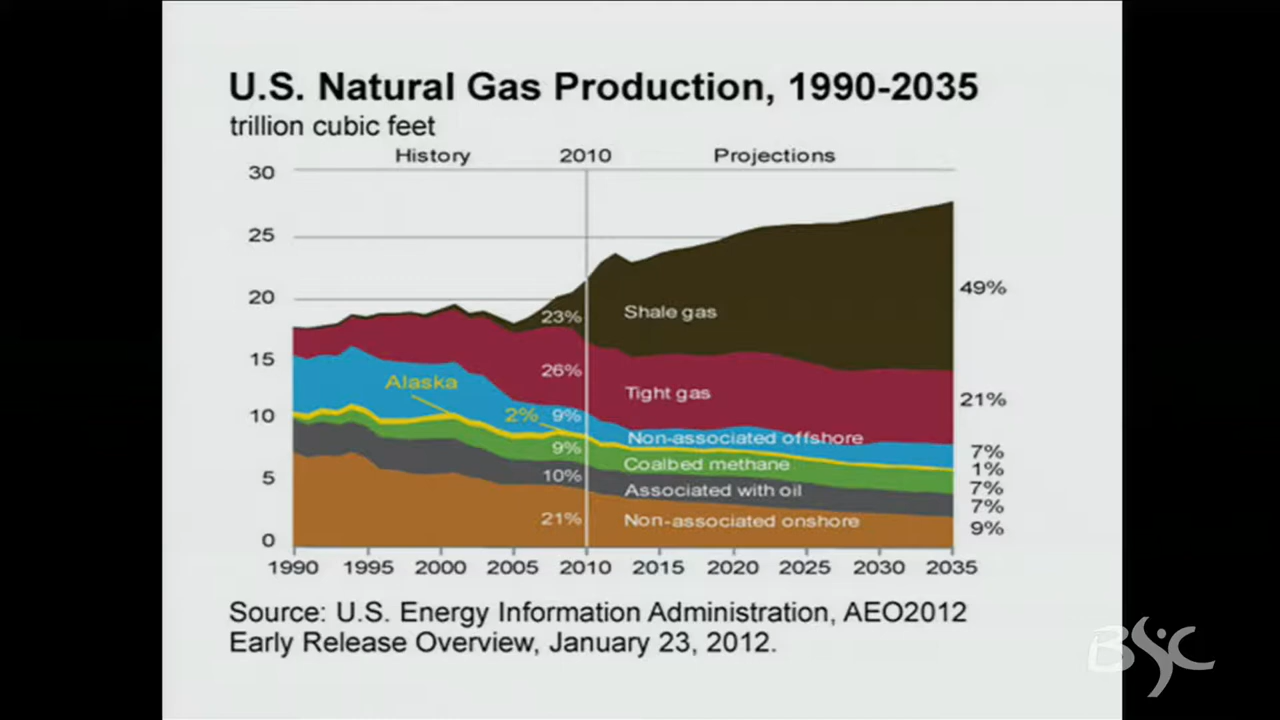 U.S. Natural Gas Production, 1990-2035
trillion cubic feet
History 2010 Projections
30
25
20
15
10
5
0
23%
26%
Alaska
2% 9%
9%
10%
21%
Shale gas
Tight gas
Non-associated offshore
Coalbed methane
Associated with oil
Non-associated onshore
49%
21%
7%
1%
7%
7%
9%
1990 1995 2000 2005 2010 2015 2020 2025 2030 2035
Source: U.S. Energy Information Administration, AEO2012
Early Release Overview, January 23, 2012.
BSC